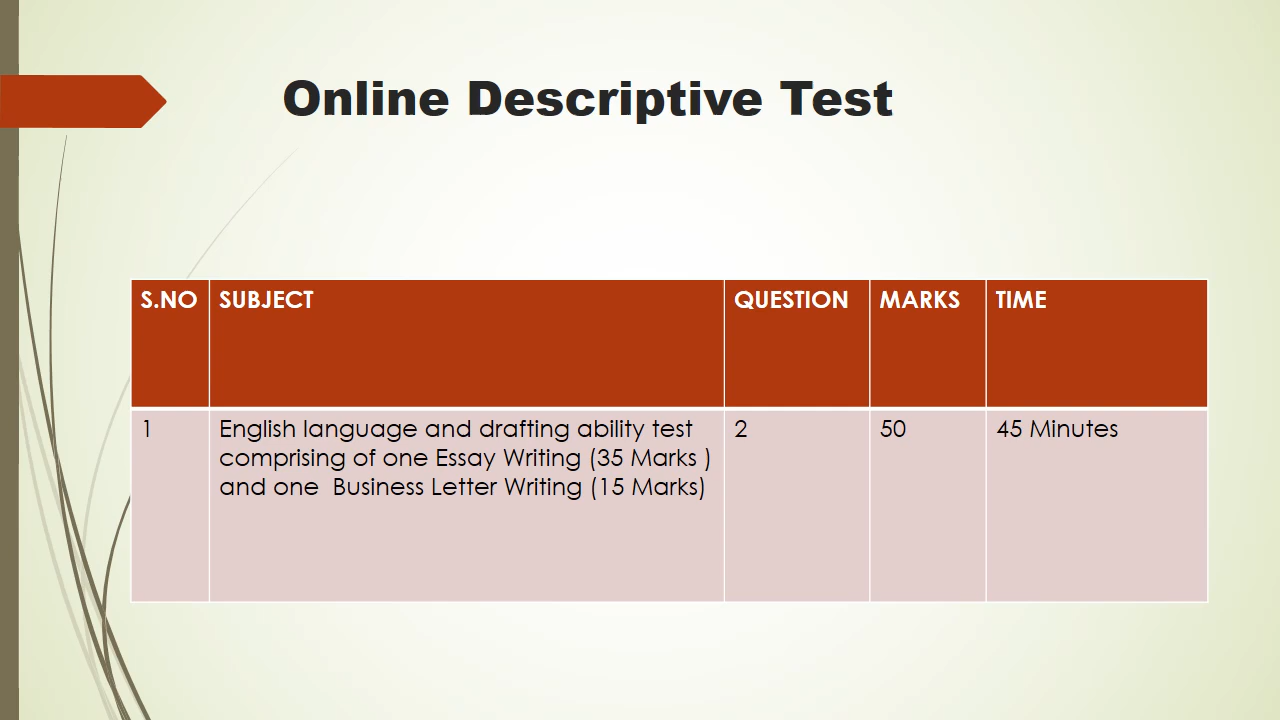 Online Descriptive Test
S.NO SUBJECT QUESTION MARKS TIME
1 English language and drafting ability test 2 50 45 Minutes
comprising of one Essay Writing (35 Marks )
and one  Business Letter Writing (15 Marks)